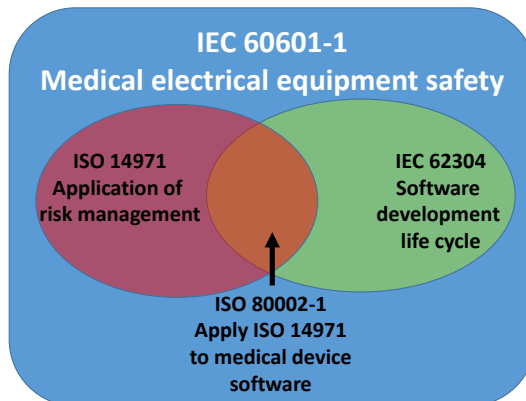 IEC 60601-1
Medical electrical equipment safety
ISO 14971
Application of
risk management
IEC 62304
Software
development
life cycle
ISO 80002-1
Apply ISO 14971
to medical device
software